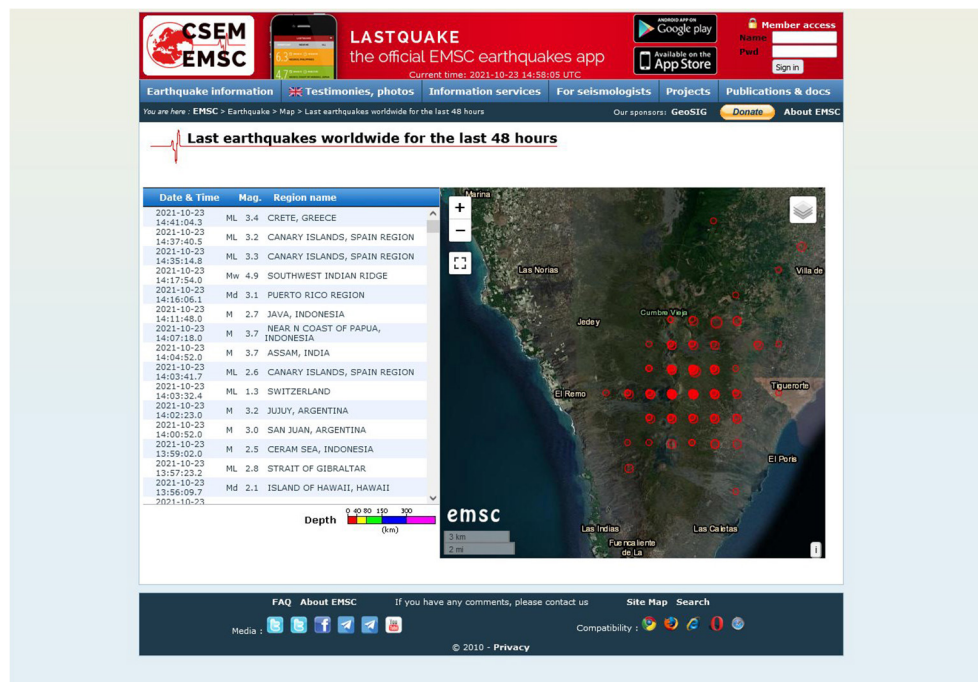 CSEM
EMSC
LASTQUAKE
the official EMSC earthquakes app
Current time: 2021-10-23 14:58:05 UTC
ANDROID APP ON
Google play
Available on the
App Store
Member access
Name
Pwd
Sign in
Earthquake information Testimonies, photos Information services For seismologists Projects Publications & docs
You are here : EMSC > Earthquake > Map > Last earthquakes worldwide for the last 48 hours
Our sponsors: GeoSIG Donate About EMSC
Last earthquakes worldwide for the last 48 hours
Date & Time Mag. Region name
2021-10-23
14:41:04.3 ML 3.4 CRETE, GREECE
2021-10-23
14:37:40.5 ML 3.2 CANARY ISLANDS, SPAIN REGION
2021-10-23
14:35:14.8 ML 3.3 CANARY ISLANDS, SPAIN REGION
2021-10-23
14:17:54.0 Mw 4.9 SOUTHWEST INDIAN RIDGE
2021-10-23
14:16:06.1 Md 3.1 PUERTO RICO REGION
2021-10-23
14:11:48.0 M 2.7 JAVA, INDONESIA
2021-10-23
14:07:18.0 M 3.7 NEAR N COAST OF PAPUA,
INDONESIA
2021-10-23
14:04:52.0 M 3.7 ASSAM, INDIA
2021-10-23
14:03:41.7 ML 2.6 CANARY ISLANDS, SPAIN REGION
2021-10-23
14:03:32.4 ML 1.3 SWITZERLAND
2021-10-23
14:02:23.0 M 3.2 JUJUY, ARGENTINA
2021-10-23
14:00:52.0 M 3.0 SAN JUAN, ARGENTINA
2021-10-23
13:59:02.0 M 2.5 CERAM SEA, INDONESIA
2021-10-23
13:57:23.2 ML 2.8 STRAIT OF GIBRALTAR
2021-10-23
13:56:09.7 Md 2.1 ISLAND OF HAWAII, HAWAII
2021-10-23
Depth 0 40 80 150 300
(km)
Marina
+
−
Las Norias
Villa de
Cumbre Vieja
Jedey
El Remo
Tiguerorte
El Poris
emsc
3 km
2 mi
Las Indias
Las Caletas
Fuencaliente
de La
i
FAQ About EMSC If you have any comments, please contact us Site Map Search
Media :
Compatibility :
© 2010 - Privacy